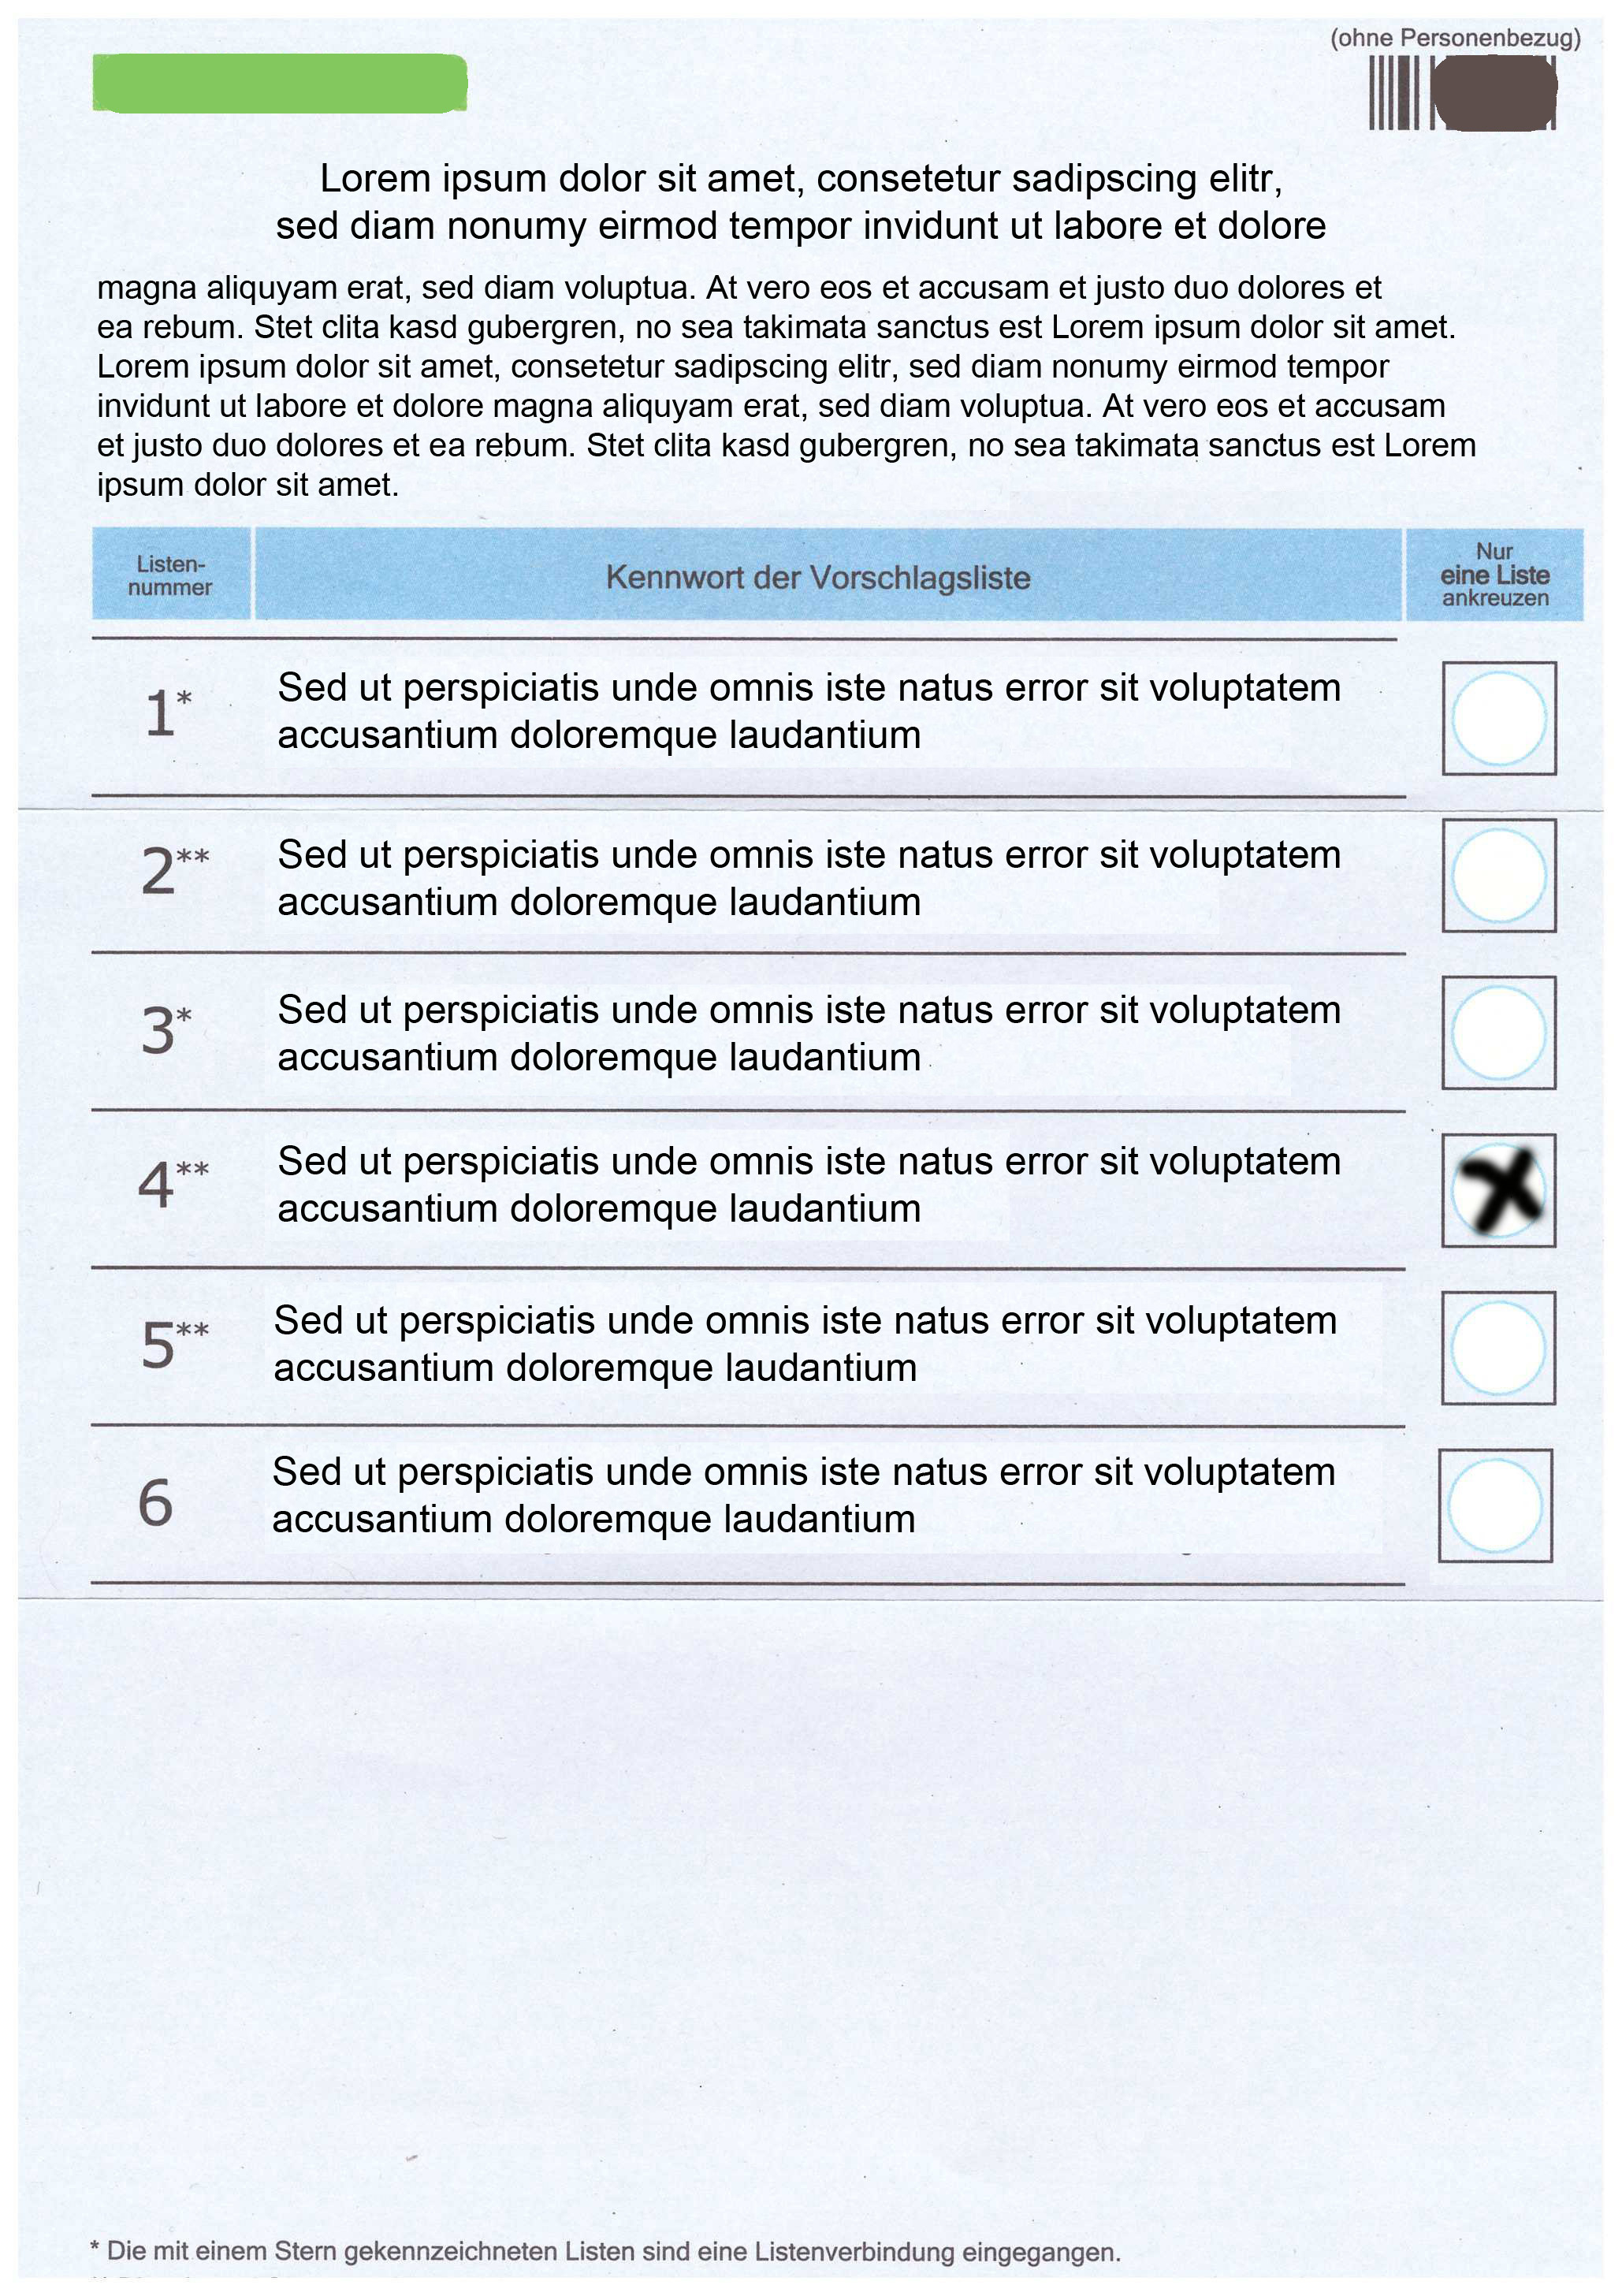 (ohne Personenbezug)
Lorem ipsum dolor sit amet, consetetur sadipscing elitr,
sed diam nonumy eirmod tempor invidunt ut labore et dolore
magna aliquyam erat, sed diam voluptua. At vero eos et accusam et justo duo dolores et
ea rebum. Stet clita kasd gubergren, no sea takimata sanctus est Lorem ipsum dolor sit amet.
Lorem ipsum dolor sit amet, consetetur sadipscing elitr, sed diam nonumy eirmod tempor
invidunt ut labore et dolore magna aliquyam erat, sed diam voluptua. At vero eos et accusam
et justo duo dolores et ea rebum. Stet clita kasd gubergren, no sea takimata sanctus est Lorem
ipsum dolor sit amet.
Listen-
nummer
Kennwort der Vorschlagsliste
Nur
eine Liste
ankreuzen
1*
Sed ut perspiciatis unde omnis iste natus error sit voluptatem
accusantium doloremque laudantium
2**
Sed ut perspiciatis unde omnis iste natus error sit voluptatem
accusantium doloremque laudantium
3*
Sed ut perspiciatis unde omnis iste natus error sit voluptatem
accusantium doloremque laudantium
4**
Sed ut perspiciatis unde omnis iste natus error sit voluptatem
accusantium doloremque laudantium
5**
Sed ut perspiciatis unde omnis iste natus error sit voluptatem
accusantium doloremque laudantium
6
Sed ut perspiciatis unde omnis iste natus error sit voluptatem
accusantium doloremque laudantium
* Die mit einem Stern gekennzeichneten Listen sind eine Listenverbindung eingegangen.